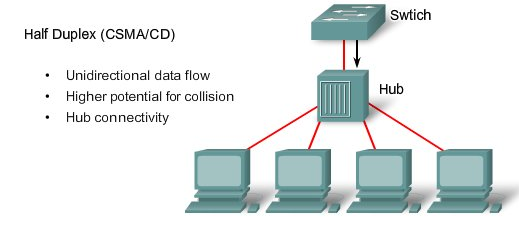 Swtich
Half Duplex (CSMA/CD)
• Unidirectional data flow
• Higher potential for collision
• Hub connectivity
Hub